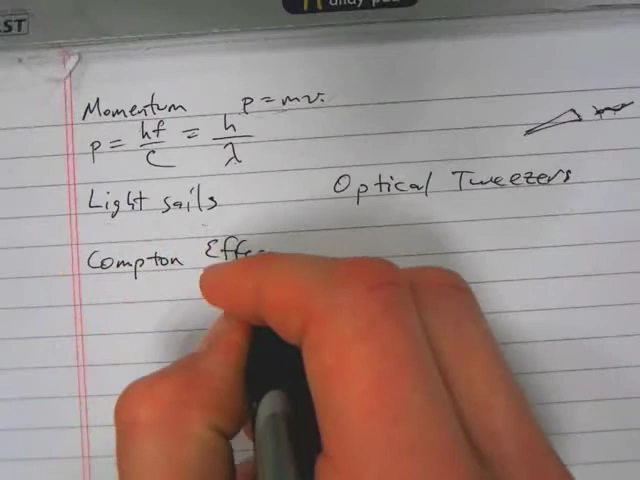 Momentum p = mv.
p = hf/c = h/λ
Light sails Optical Tweezers
Compton